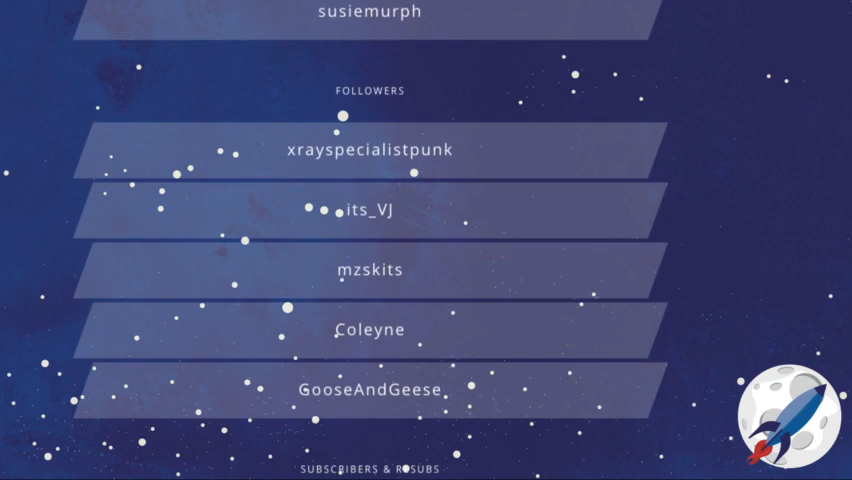 susiemurph
FOLLOWERS
xrayspecialistpunk
its_VJ
mzskits
Coleyne
GooseAndGeese
SUBSCRIBERS & RESUBS